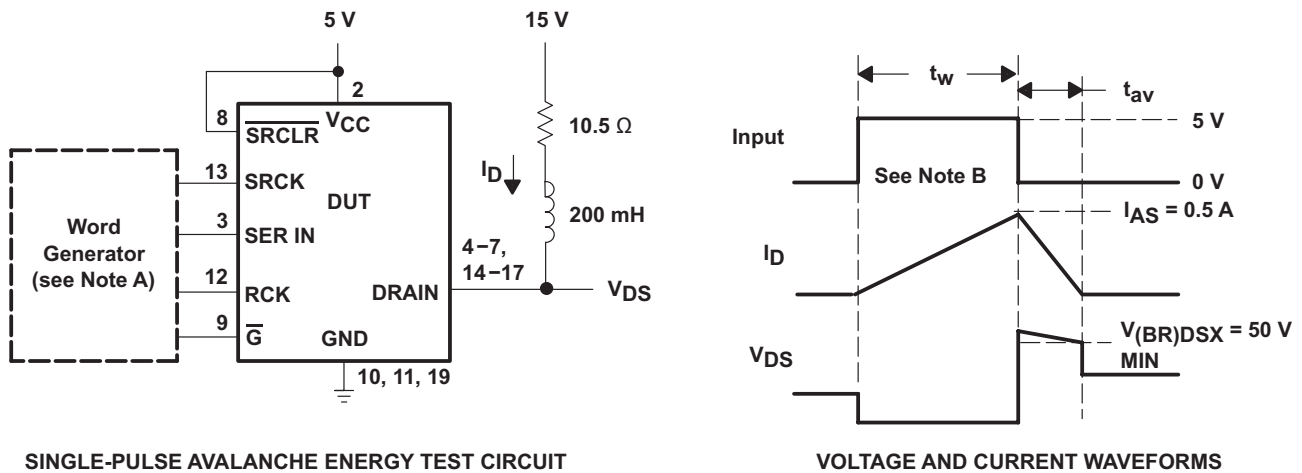 5 V
15 V
2
8
VCC
SRCLR
10.5 Ω
13
SRCK
ID
DUT
Word
Generator
(see Note A)
3
SER IN
200 mH
4−7,
14−17
12
RCK
DRAIN
VDS
9
G
GND
10, 11, 19
SINGLE-PULSE AVALANCHE ENERGY TEST CIRCUIT
tw
tav
5 V
Input
See Note B
0 V
IAS = 0.5 A
ID
V(BR)DSX = 50 V
MIN
VDS
VOLTAGE AND CURRENT WAVEFORMS